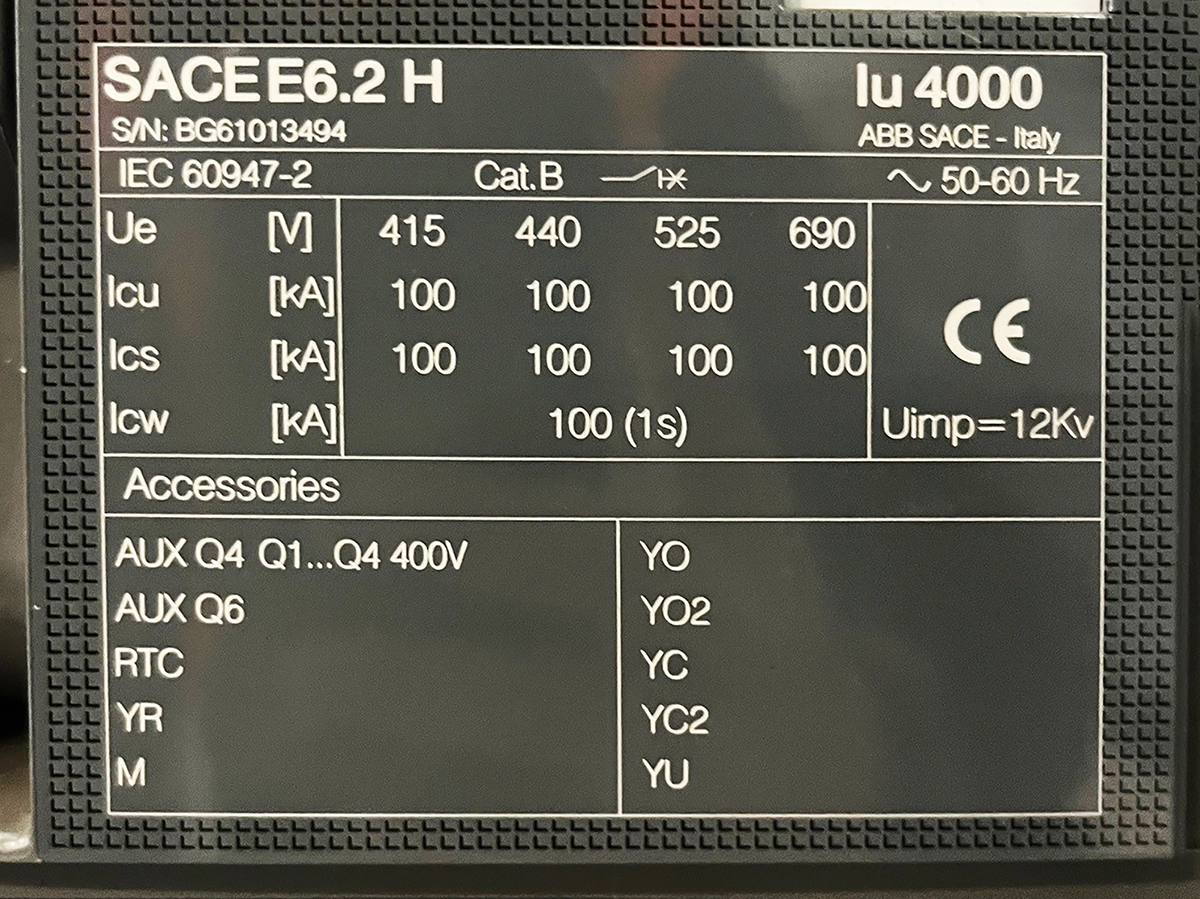 SACE E6.2 H Iu 4000
S/N: BG61013494 ABB SACE - Italy
IEC 60947-2 Cat.B 50-60 Hz
Ue [V] 415 440 525 690
Icu [kA] 100 100 100 100
Ics [kA] 100 100 100 100
CE
Icw [kA] 100 (1s) Uimp=12Kv
Accessories
AUX Q4 Q1...Q4 400V YO
AUX Q6 YO2
RTC YC
YR YC2
M YU